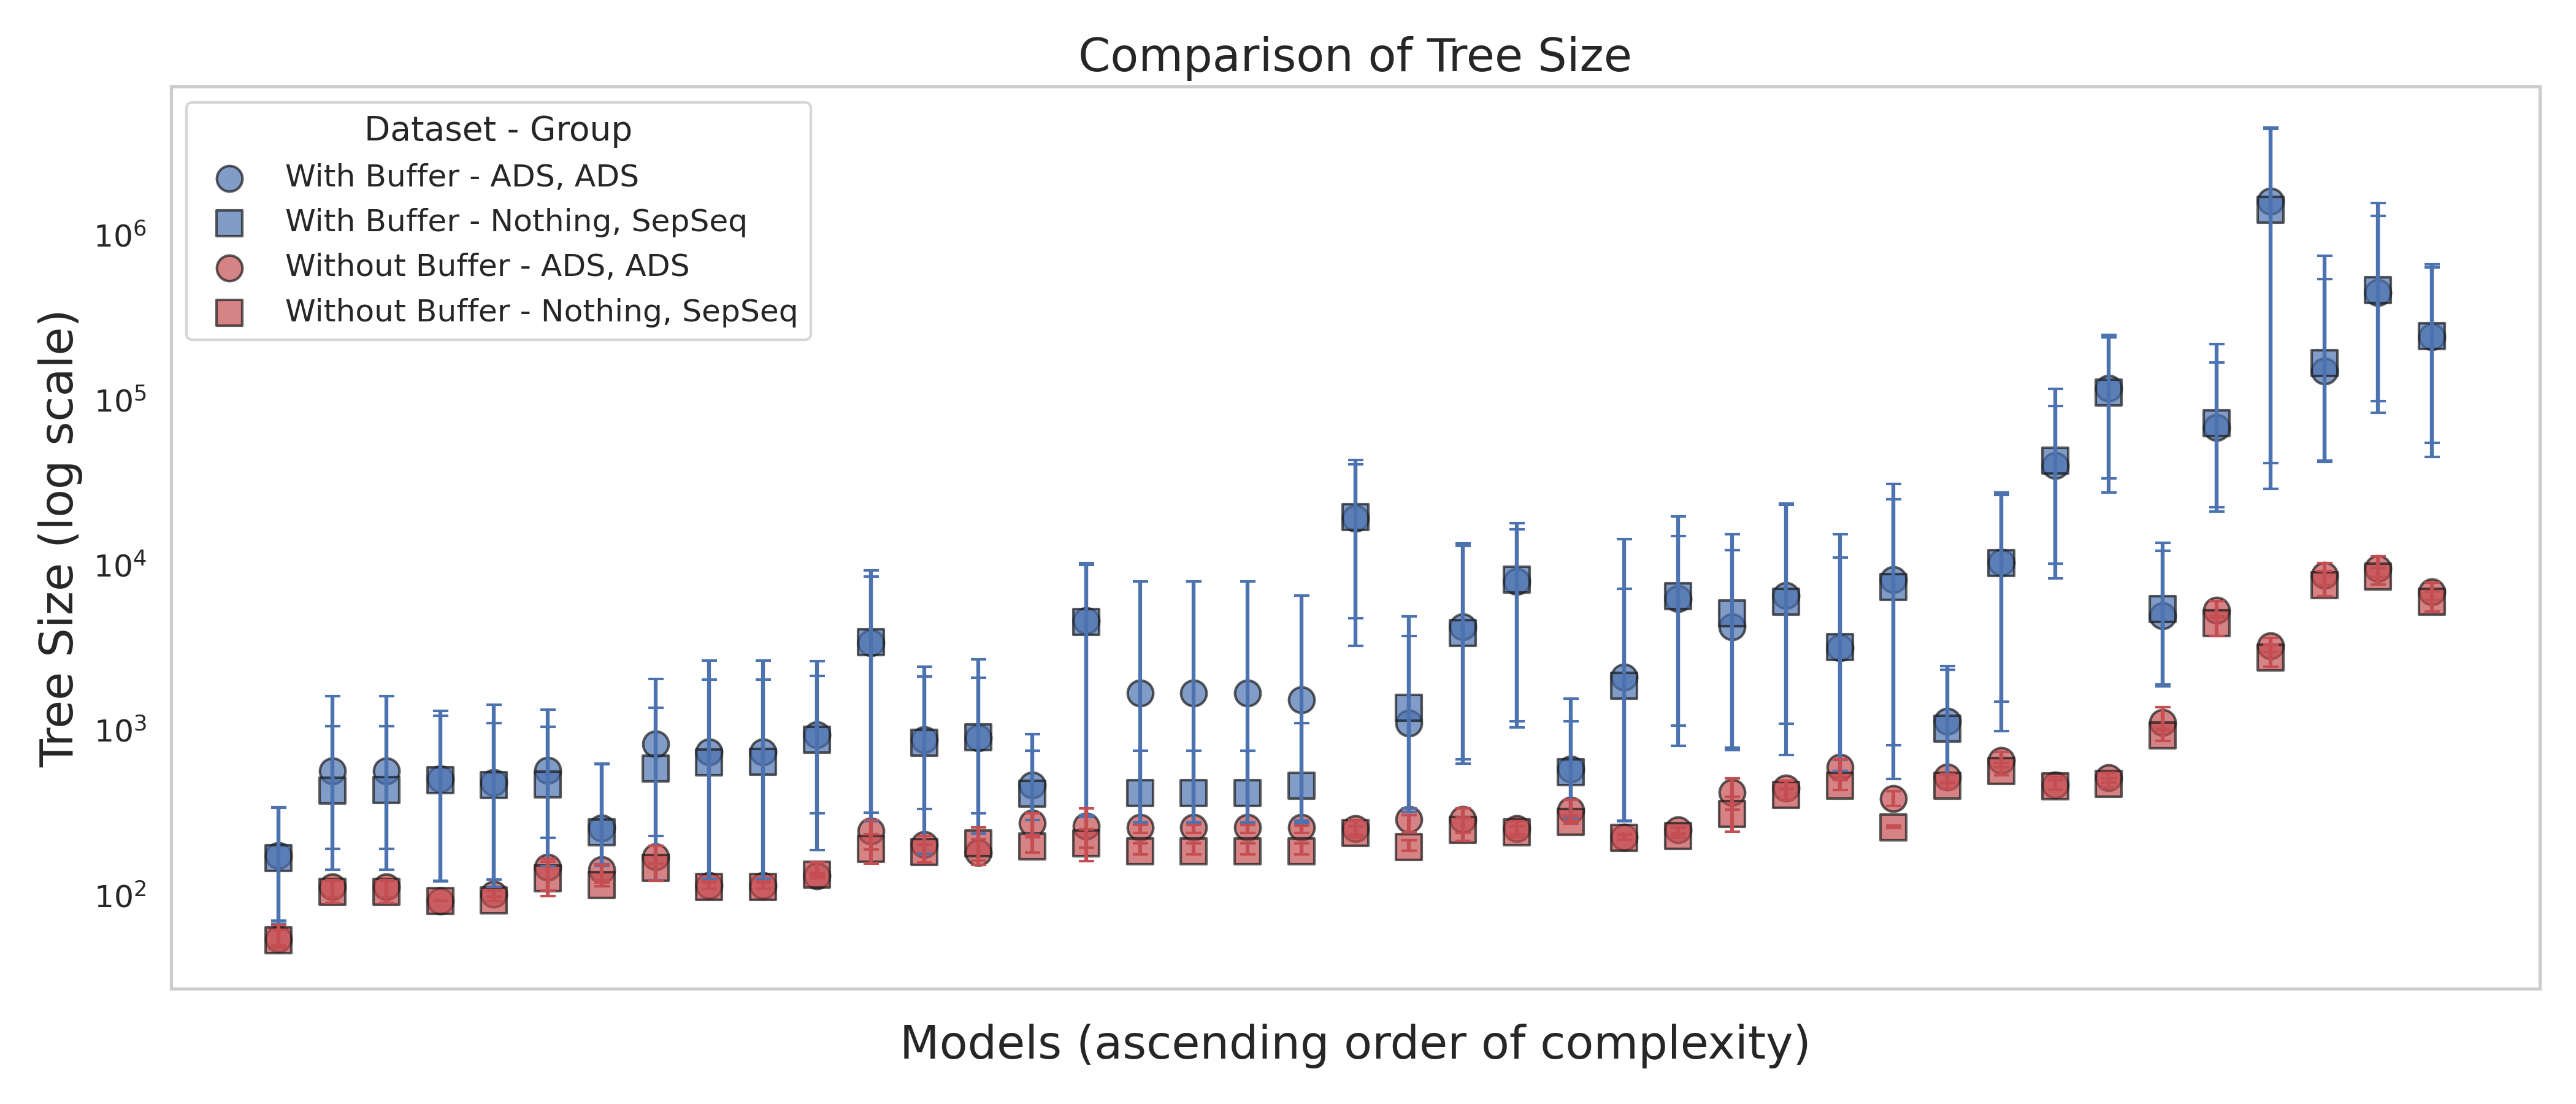 Comparison of Tree Size
Dataset - Group
With Buffer - ADS, ADS
With Buffer - Nothing, SepSeq
Without Buffer - ADS, ADS
Without Buffer - Nothing, SepSeq
Tree Size (log scale)
10⁶
10⁵
10⁴
10³
10²
Models (ascending order of complexity)